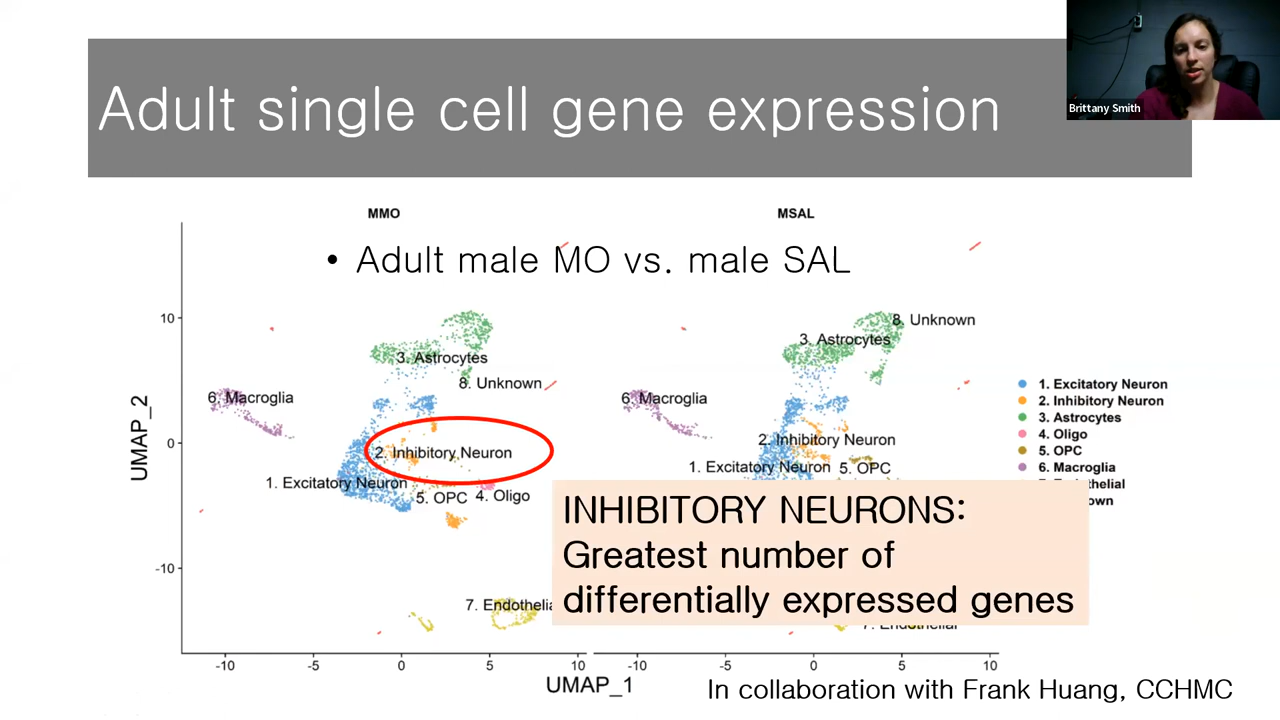 Brittany Smith
Adult single cell gene expression
MMO
MSAL
• Adult male MO vs. male SAL
UMAP_2
10
0
-10
3. Astrocytes
8. Unknown
6. Macroglia
2. Inhibitory Neuron
1. Excitatory Neuron
5. OPC
4. Oligo
7. Endothelia
8. Unknown
3. Astrocytes
6. Macroglia
2. Inhibitory Neuron
1. Excitatory Neuron
5. OPC
7. Endothelial
1. Excitatory Neuron
2. Inhibitory Neuron
3. Astrocytes
4. Oligo
5. OPC
6. Macroglia
INHIBITORY NEURONS:
Greatest number of
differentially expressed genes
-10 -5 0 5 10
-10 -5 0 5 10
UMAP_1
In collaboration with Frank Huang, CCHMC